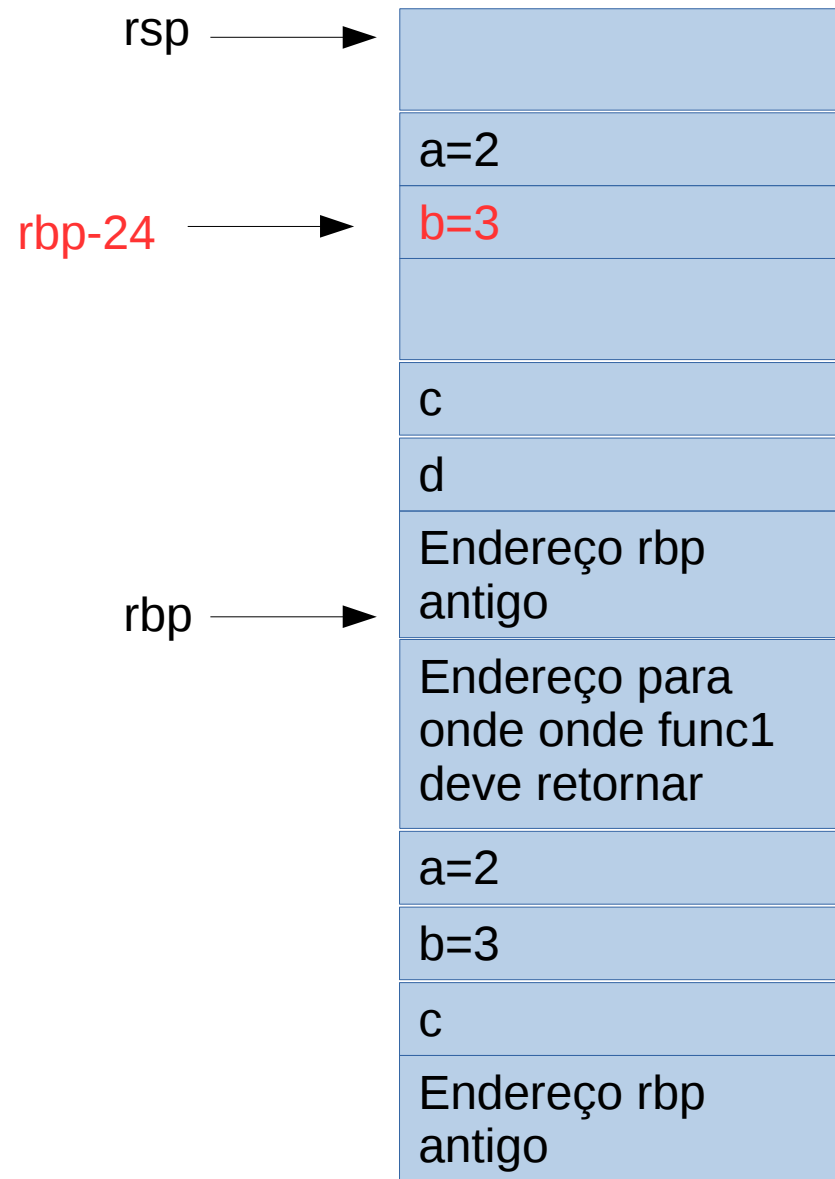 rsp
a=2
rbp-24
b=3
c
d
Endereço rbp
antigo
rbp
Endereço para
onde onde func1
deve retornar
a=2
b=3
c
Endereço rbp
antigo